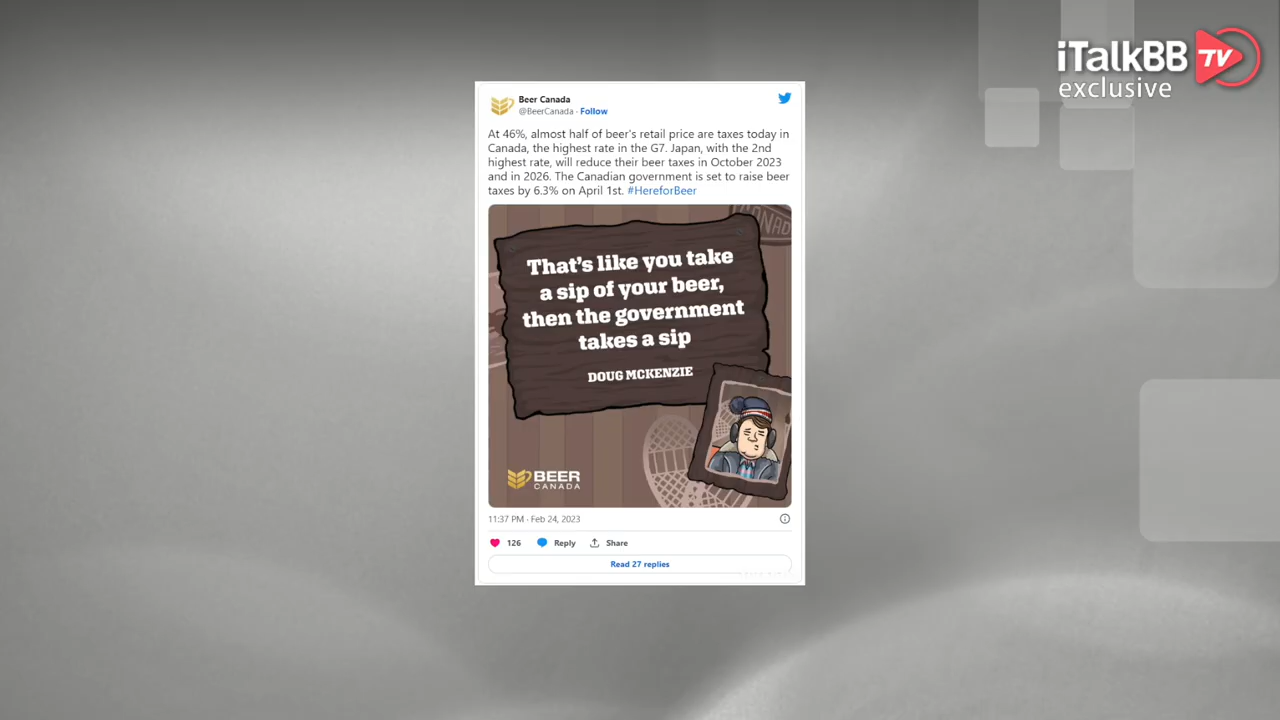 iTalkBB TV
exclusive
Beer Canada
@BeerCanada · Follow
At 46%, almost half of beer's retail price are taxes today in
Canada, the highest rate in the G7. Japan, with the 2nd
highest rate, will reduce their beer taxes in October 2023
and in 2026. The Canadian government is set to raise beer
taxes by 6.3% on April 1st. #HereforBeer
That's like you take
a sip of your beer,
then the government
takes a sip
DOUG MCKENZIE
BEER
CANADA
11:37 PM · Feb 24, 2023
126 Reply Share
Read 27 replies